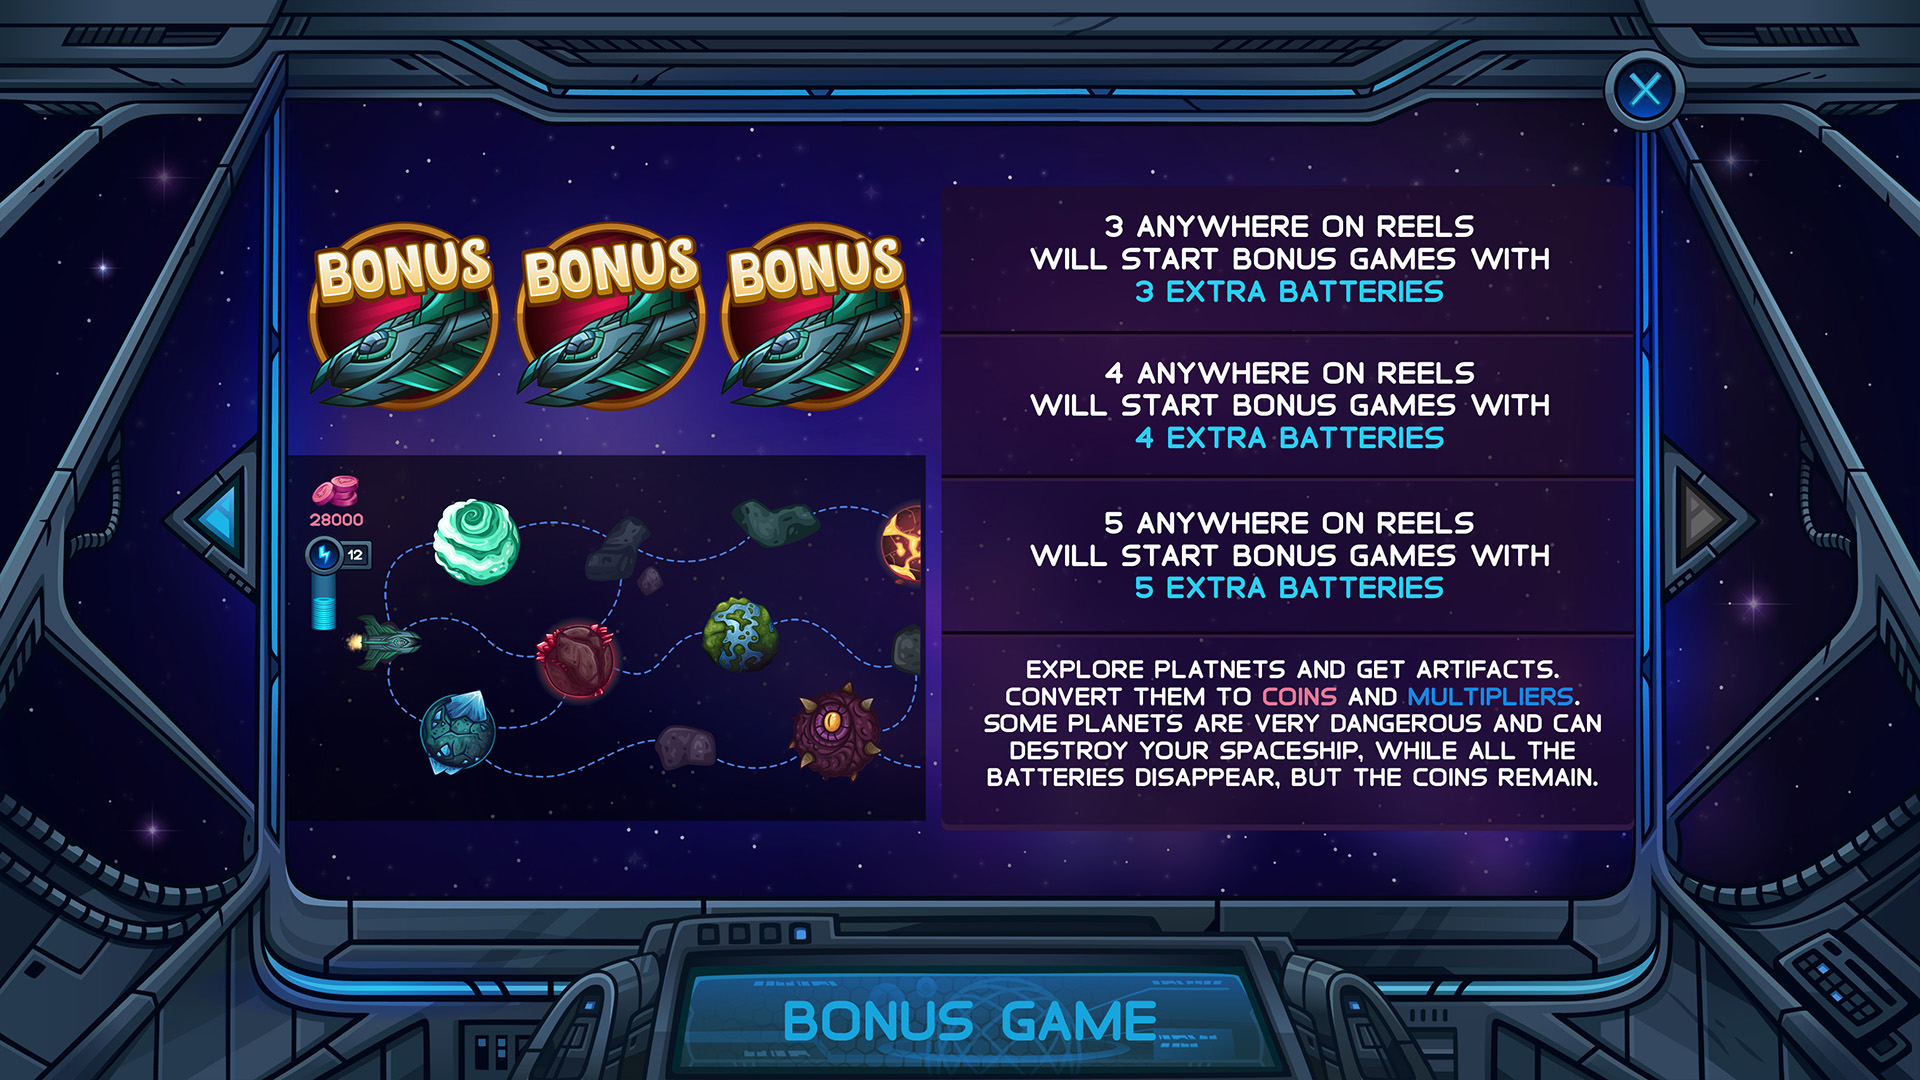 BONUS BONUS BONUS
28000
12
3 ANYWHERE ON REELS
WILL START BONUS GAMES WITH
3 EXTRA BATTERIES
4 ANYWHERE ON REELS
WILL START BONUS GAMES WITH
4 EXTRA BATTERIES
5 ANYWHERE ON REELS
WILL START BONUS GAMES WITH
5 EXTRA BATTERIES
EXPLORE PLATNETS AND GET ARTIFACTS.
CONVERT THEM TO COINS AND MULTIPLIERS.
SOME PLANETS ARE VERY DANGEROUS AND CAN
DESTROY YOUR SPACESHIP, WHILE ALL THE
BATTERIES DISAPPEAR, BUT THE COINS REMAIN.
BONUS GAME